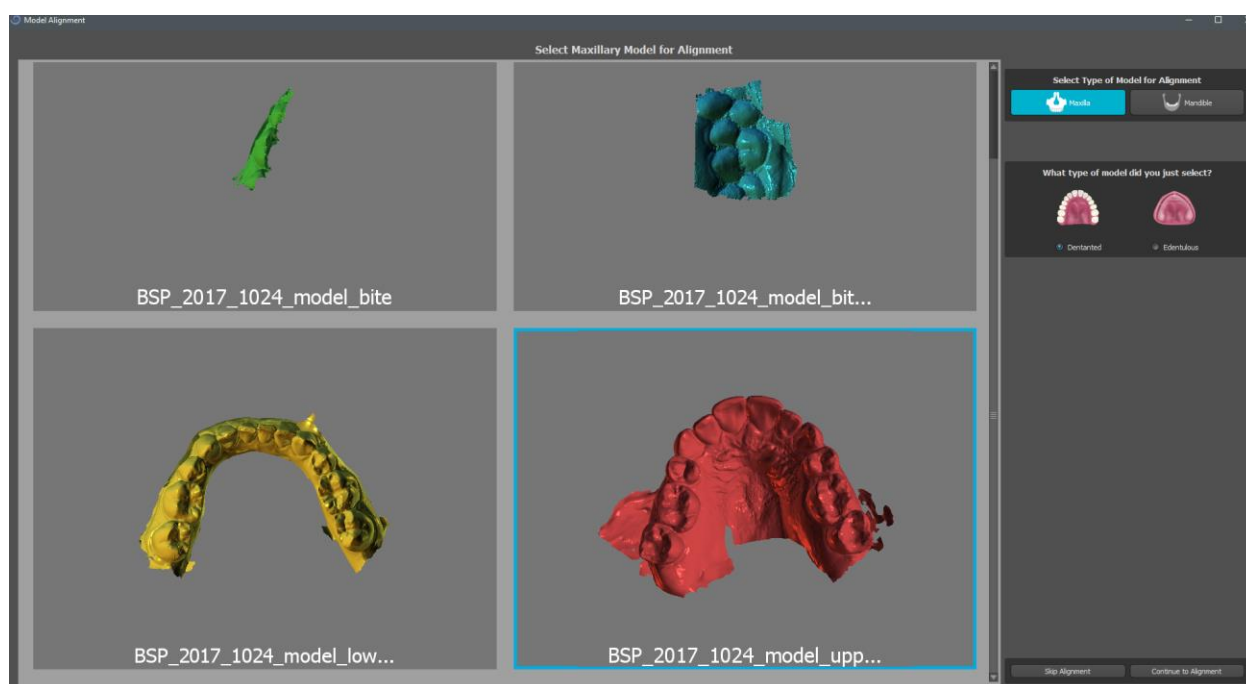 Model Alignment
Select Maxillary Model for Alignment
BSP_2017_1024_model_bite
BSP_2017_1024_model_bit...
BSP_2017_1024_model_low...
BSP_2017_1024_model_upp...
Select Type of Model for Alignment
Maxilla
Mandible
What type of model did you just select?
Dentanted
Edentulous
Skip Alignment
Continue to Alignment